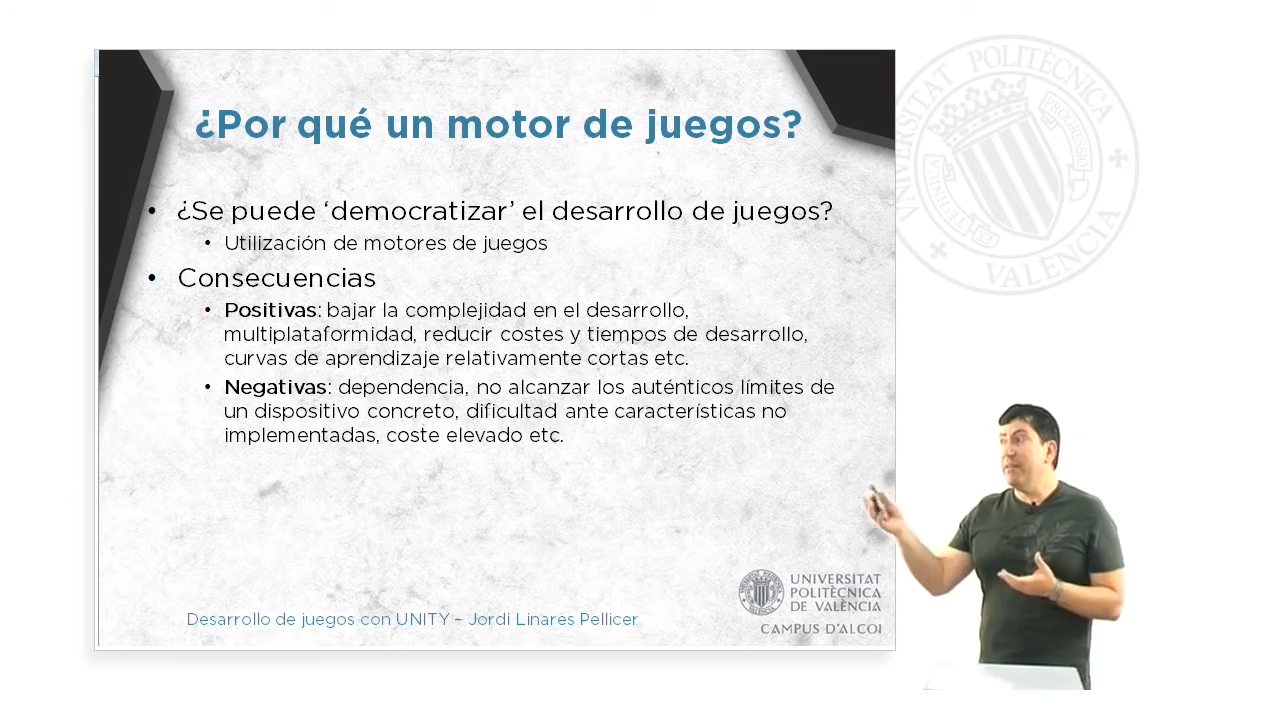 ¿Por qué un motor de juegos?
• ¿Se puede ‘democratizar’ el desarrollo de juegos?
• Utilización de motores de juegos
• Consecuencias
• Positivas: bajar la complejidad en el desarrollo,
multiplataformidad, reducir costes y tiempos de desarrollo,
curvas de aprendizaje relativamente cortas etc.
• Negativas: dependencia, no alcanzar los auténticos límites de
un dispositivo concreto, dificultad ante características no
implementadas, coste elevado etc.
Desarrollo de juegos con UNITY – Jordi Linares Pellicer
UNIVERSITAT
POLITÈCNICA
DE VALÈNCIA
CAMPUS D'ALCOI
UNIVERSITAT POLITÈCNICA
VALÈNCIA